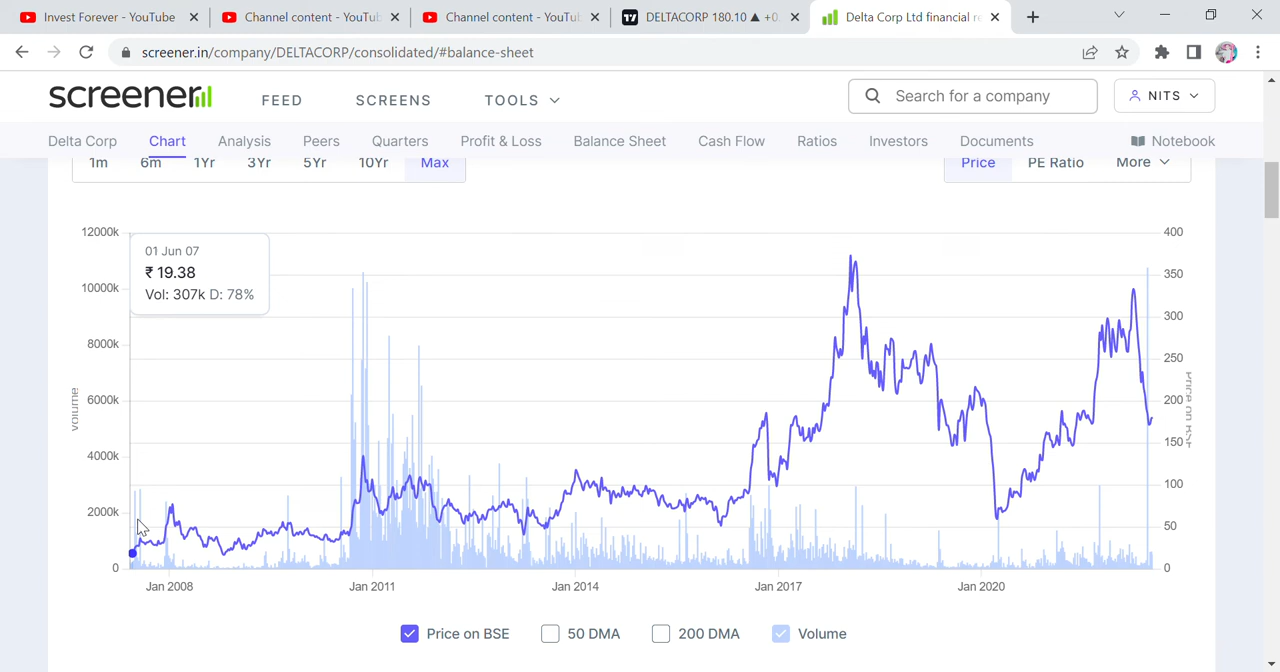 Invest Forever - YouTube
Channel content - YouTu
Channel content - YouTu
DELTACORP 180.10 ▲ +0.
Delta Corp Ltd financial r
screener.in/company/DELTACORP/consolidated/#balance-sheet
screener
FEED
SCREENS
TOOLS
Search for a company
NITS
Delta Corp
Chart
Analysis
Peers
Quarters
Profit & Loss
Balance Sheet
Cash Flow
Ratios
Investors
Documents
Notebook
1m
6m
1Yr
3Yr
5Yr
10Yr
Max
Price
PE Ratio
More
12000k
10000k
8000k
6000k
4000k
2000k
0
volume
01 Jun 07
₹ 19.38
Vol: 307k D: 78%
400
350
300
250
200
150
100
50
0
Price on BSE
Jan 2008
Jan 2011
Jan 2014
Jan 2017
Jan 2020
Price on BSE
50 DMA
200 DMA
Volume